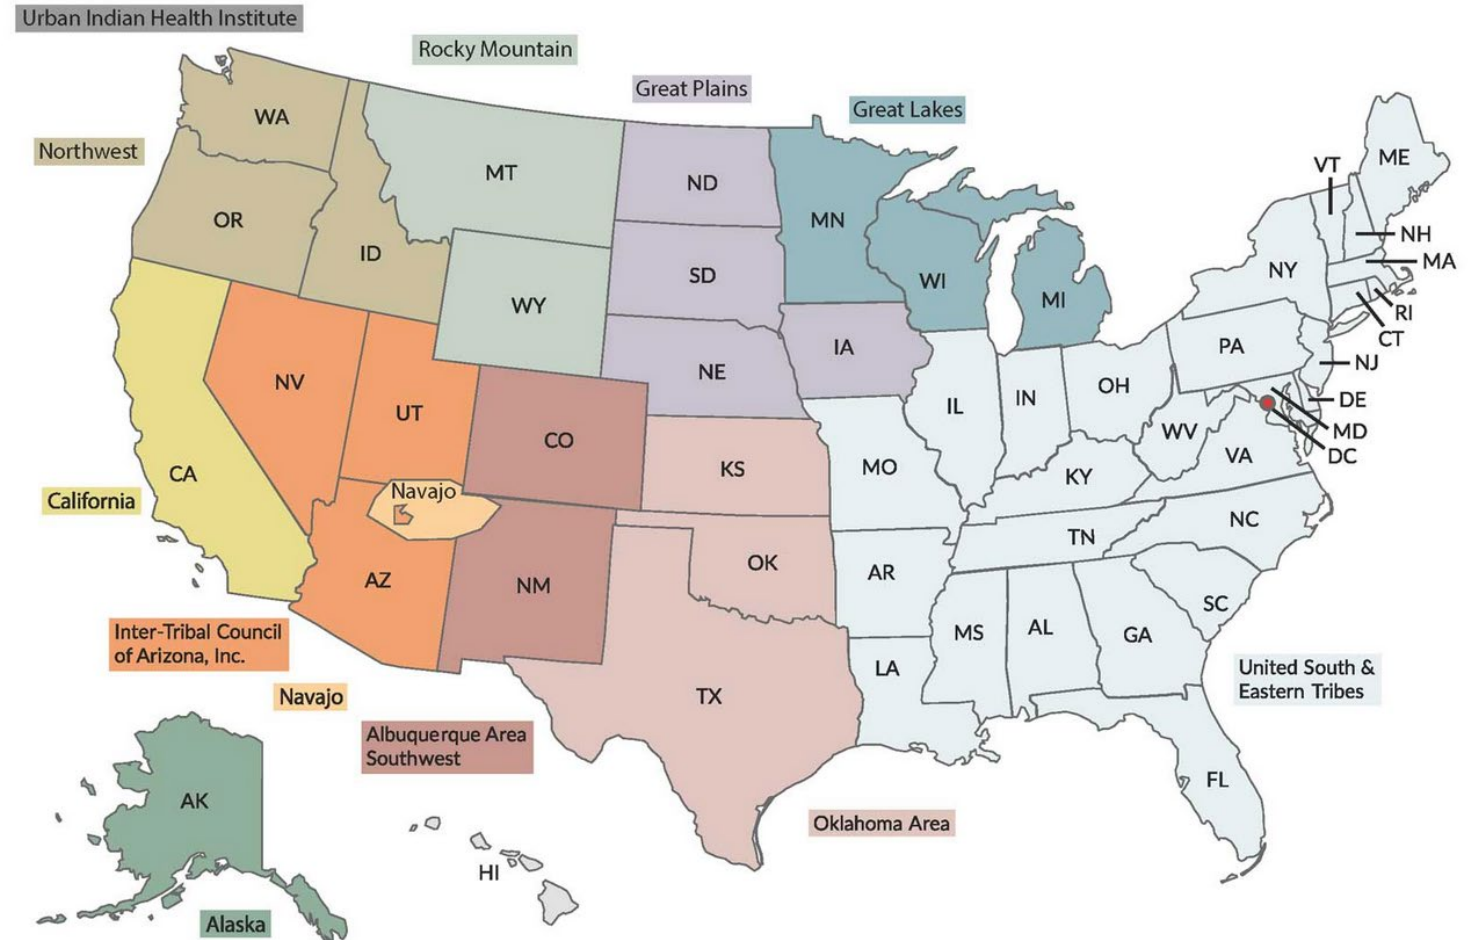 Urban Indian Health Institute
Rocky Mountain
Great Plains
Great Lakes
Northwest
WA
MT
ND
MN
VT
ME
OR
ID
SD
WI
MI
NY
NH
MA
WY
RI
CT
NV
UT
NE
IA
PA
NJ
IL
IN
OH
DE
MD
DC
CO
KS
MO
WV
VA
KY
CA
California
Navajo
NC
TN
AZ
NM
OK
AR
SC
MS
AL
GA
Inter-Tribal Council
of Arizona, Inc.
LA
United South &
Eastern Tribes
Navajo
TX
Albuquerque Area
Southwest
FL
AK
Oklahoma Area
HI
Alaska